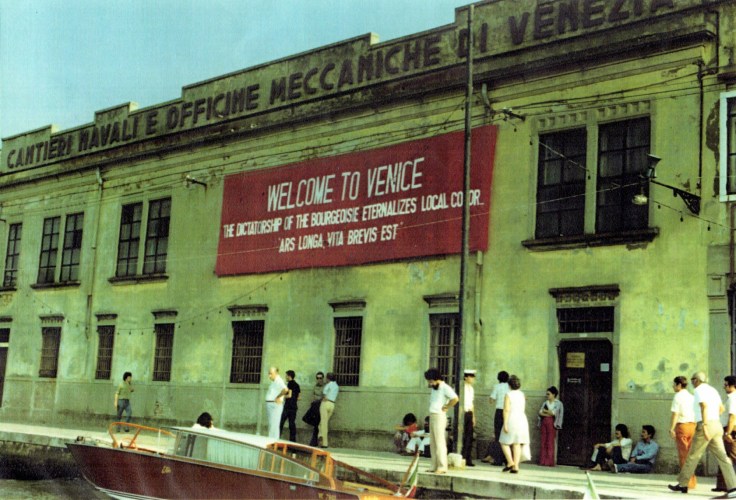 CANTIERI NAVALI E OFFICINE MECCANICHE DI VENEZIA
WELCOME TO VENICE
THE DICTATORSHIP OF THE BOURGEOISIE ETERNALIZES LOCAL COLOR..
"ARS LONGA, VITA BREVIS EST"